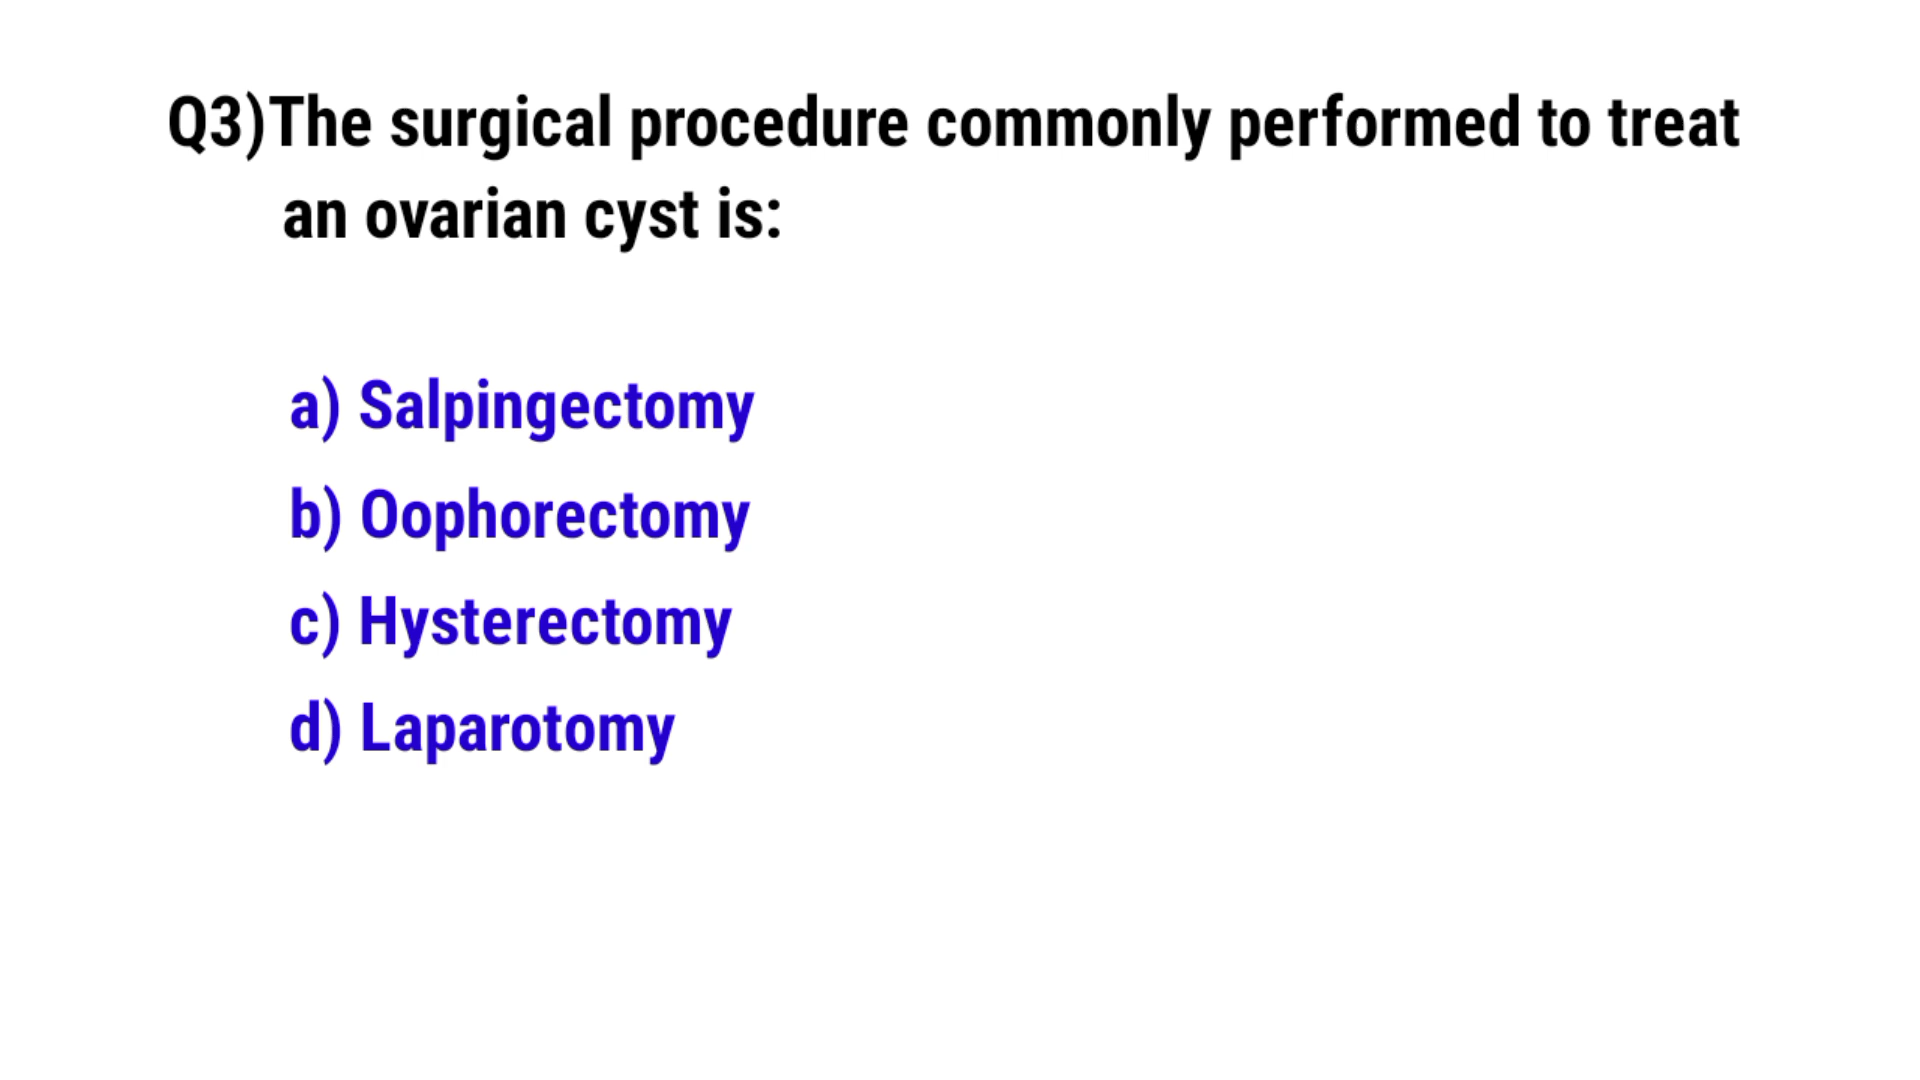 Q3)The surgical procedure commonly performed to treat
an ovarian cyst is:
a) Salpingectomy
b) Oophorectomy
c) Hysterectomy
d) Laparotomy